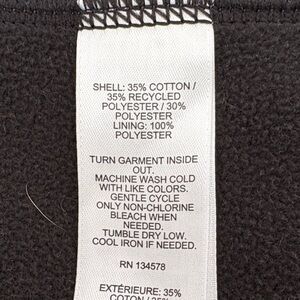 SHELL: 35% COTTON /
35% RECYCLED
POLYESTER / 30%
POLYESTER
LINING: 100%
POLYESTER
TURN GARMENT INSIDE
OUT.
MACHINE WASH COLD
WITH LIKE COLORS.
GENTLE CYCLE
ONLY NON-CHLORINE
BLEACH WHEN
NEEDED.
TUMBLE DRY LOW.
COOL IRON IF NEEDED.
RN 134578
EXTÉRIEURE: 35%
COTON / 35%